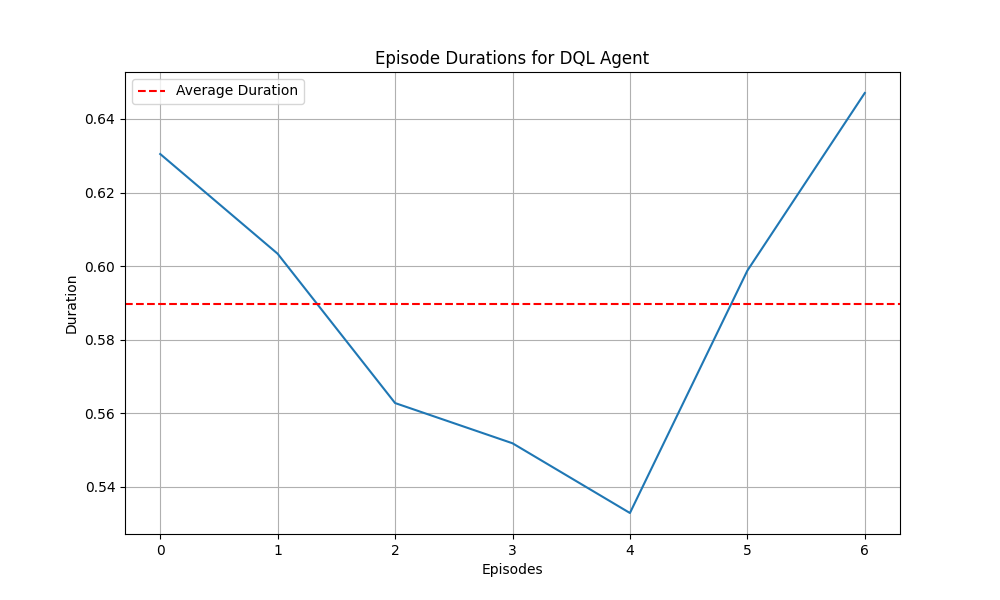 Episode Durations for DQL Agent
Average Duration
0.64
0.62
0.60
0.58
0.56
0.54
Duration
0 1 2 3 4 5 6
Episodes